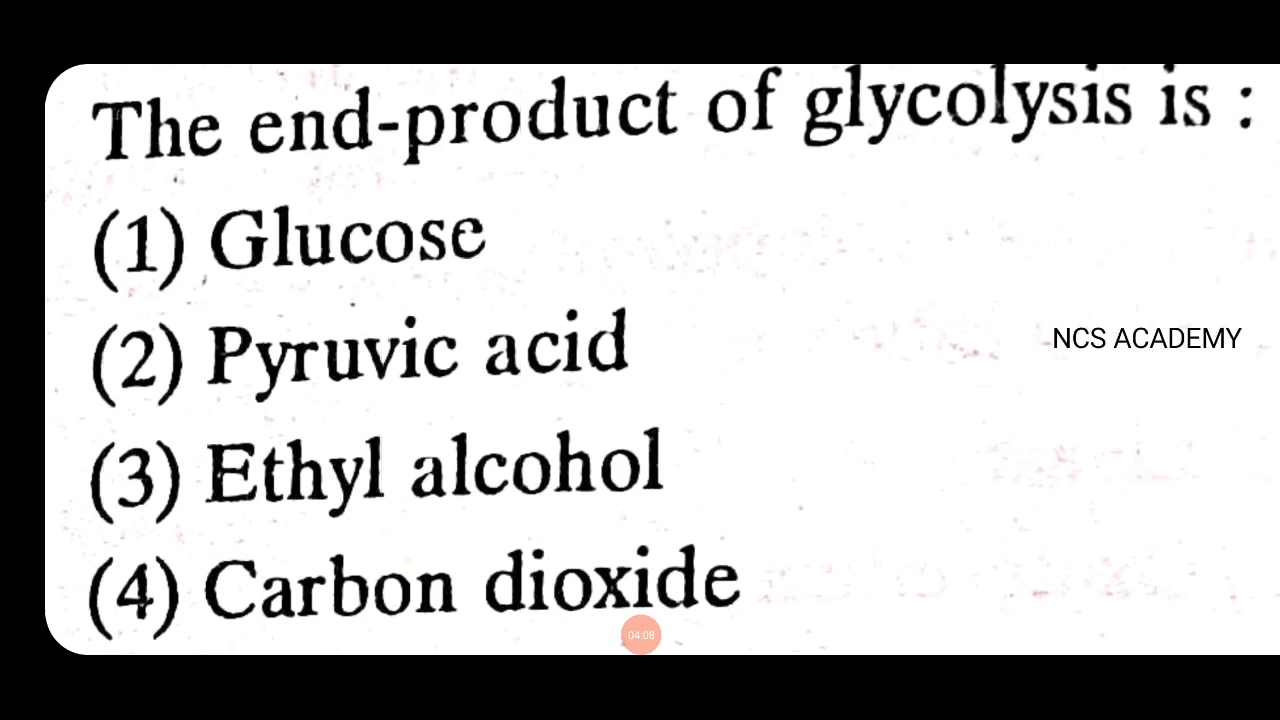 The end-product of glycolysis is :
(1) Glucose
(2) Pyruvic acid
NCS ACADEMY
(3) Ethyl alcohol
(4) Carbon dioxide
04:08